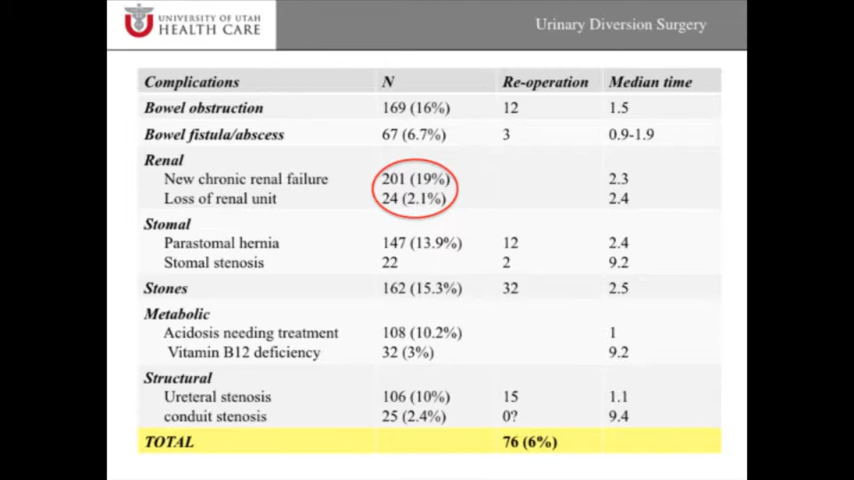 UNIVERSITY OF UTAH
HEALTH CARE
Urinary Diversion Surgery
Complications N Re-operation Median time
Bowel obstruction 169 (16%) 12 1.5
Bowel fistula/abscess 67 (6.7%) 3 0.9-1.9
Renal
New chronic renal failure 201 (19%) 2.3
Loss of renal unit 24 (2.1%) 2.4
Stomal
Parastomal hernia 147 (13.9%) 12 2.4
Stomal stenosis 22 2 9.2
Stones 162 (15.3%) 32 2.5
Metabolic
Acidosis needing treatment 108 (10.2%) 1
Vitamin B12 deficiency 32 (3%) 9.2
Structural
Ureteral stenosis 106 (10%) 15 1.1
conduit stenosis 25 (2.4%) 0? 9.4
TOTAL 76 (6%)